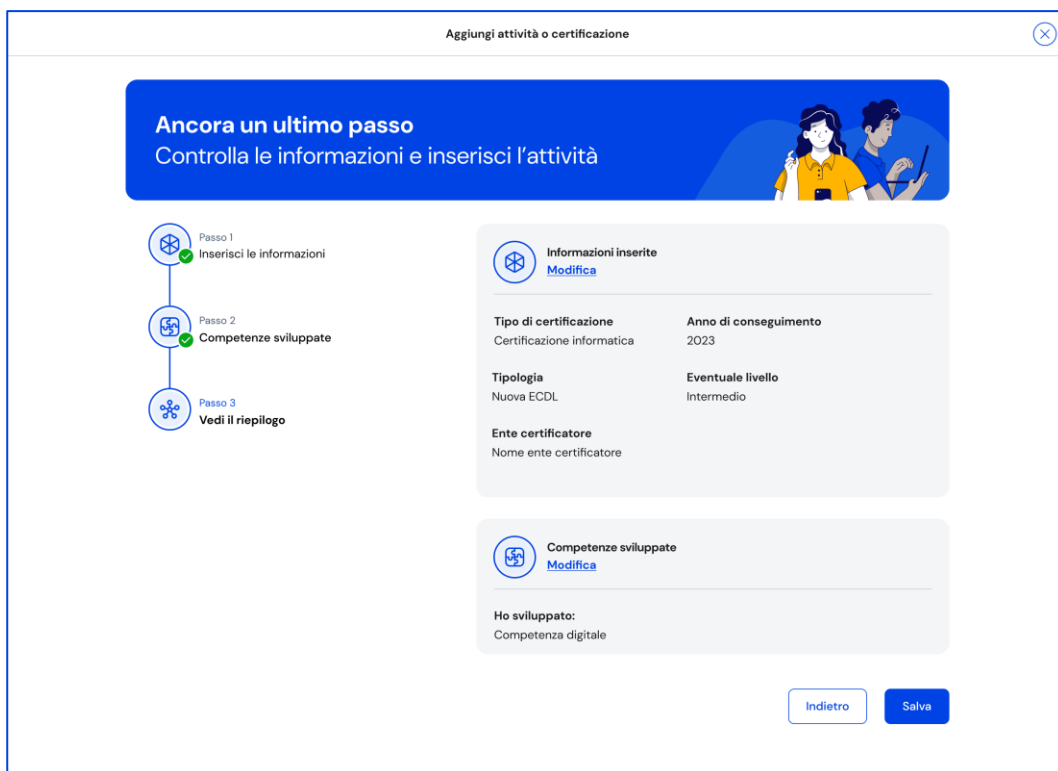 Aggiungi attività o certificazione
Ancora un ultimo passo
Controlla le informazioni e inserisci l'attività
Passo 1
Inserisci le informazioni
Passo 2
Competenze sviluppate
Passo 3
Vedi il riepilogo
Informazioni inserite
Modifica
Tipo di certificazione
Certificazione informatica
Anno di conseguimento
2023
Tipologia
Nuova ECDL
Eventuale livello
Intermedio
Ente certificatore
Nome ente certificatore
Competenze sviluppate
Modifica
Ho sviluppato:
Competenza digitale
Indietro
Salva